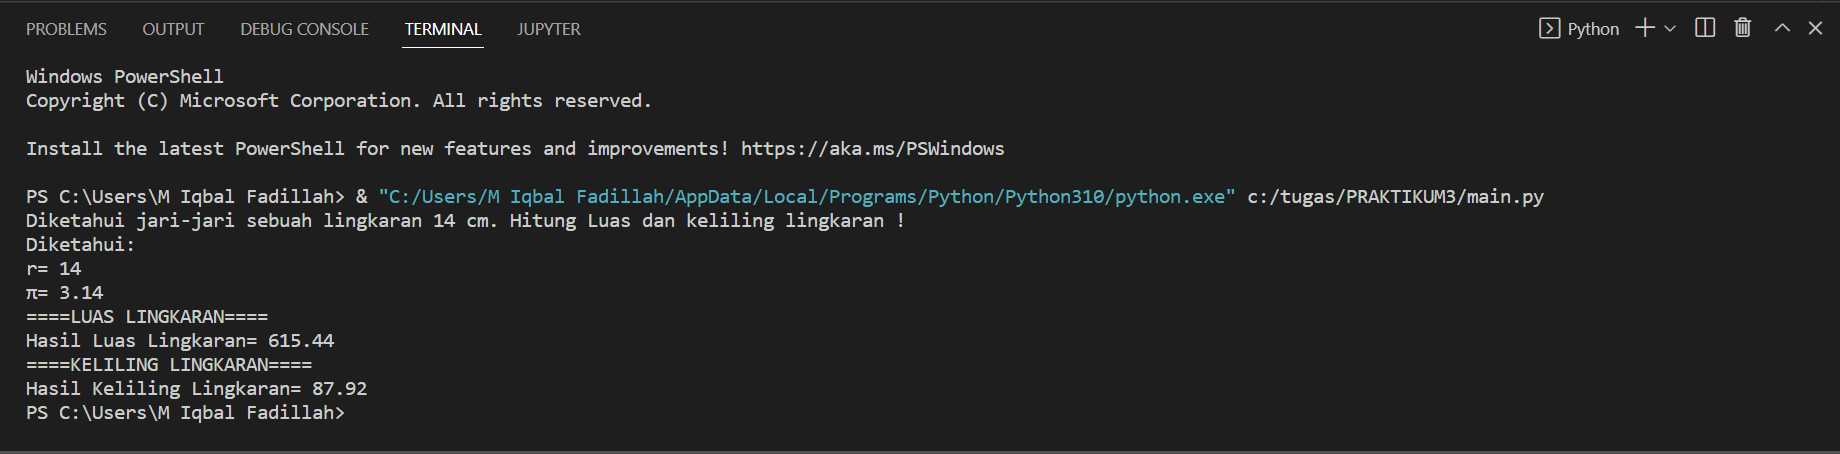 PROBLEMS OUTPUT DEBUG CONSOLE TERMINAL JUPYTER Python
Windows PowerShell
Copyright (C) Microsoft Corporation. All rights reserved.
Install the latest PowerShell for new features and improvements! https://aka.ms/PSWindows
PS C:\Users\M Iqbal Fadillah> & "C:/Users/M Iqbal Fadillah/AppData/Local/Programs/Python/Python310/python.exe" c:/tugas/PRAKTIKUM3/main.py
Diketahui jari-jari sebuah lingkaran 14 cm. Hitung Luas dan keliling lingkaran !
Diketahui:
r= 14
π= 3.14
====LUAS LINGKARAN====
Hasil Luas Lingkaran= 615.44
====KELILING LINGKARAN====
Hasil Keliling Lingkaran= 87.92
PS C:\Users\M Iqbal Fadillah>